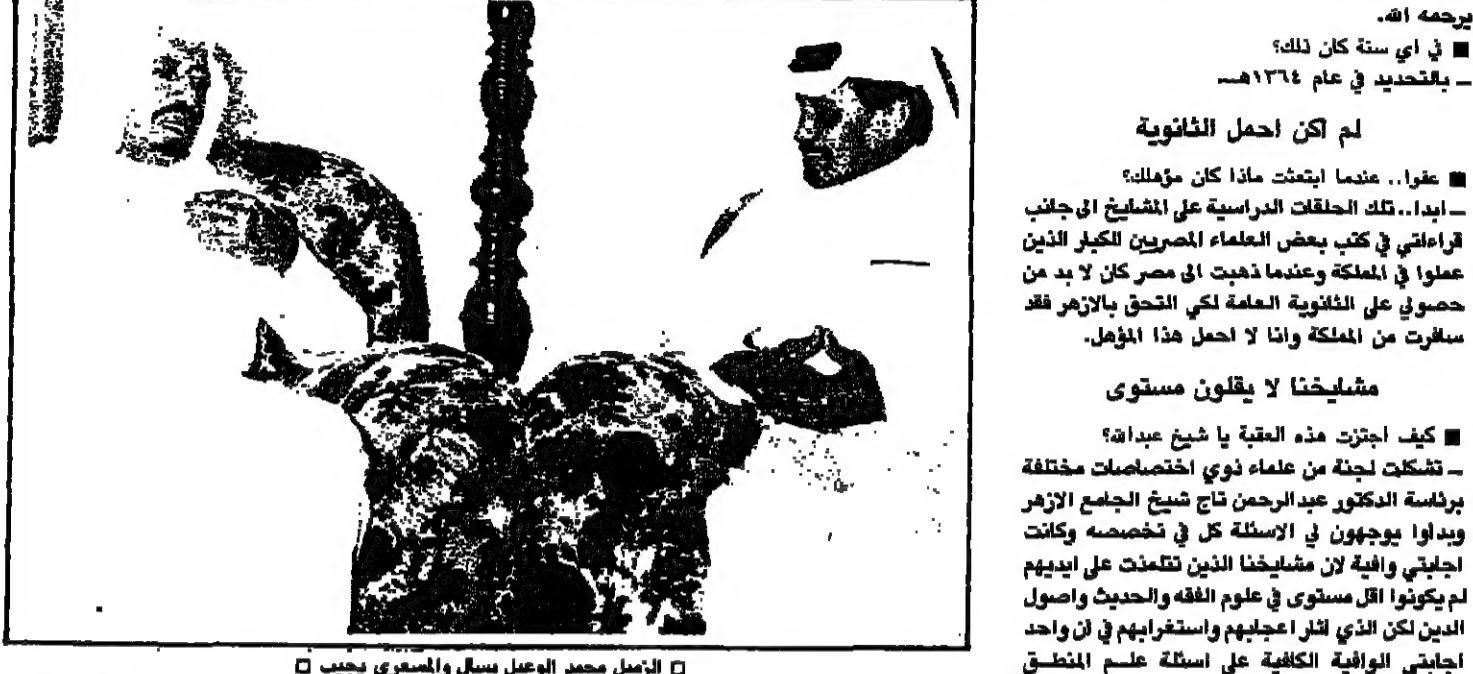 يرحمه الله.
■ في اي سنة كان ذلك؟
ـ بالتحديد في عام ١٣٦٤هـ
لم اكن احمل الثانوية
■ عفوا.. عندما ابتعثت ماذا كان مؤهلك؟
ـ ابدا.. تلك الحلقات الدراسية على المشايخ الى جانب
قراءاتي في كتب بعض العلماء المصريين الكبار الذين
عملوا في المملكة وعندما ذهبت الى مصر كان لا بد من
حصولي على الثانوية العامة لكي التحق بالازهر فقد
سافرت من المملكة وانا لا احمل هذا المؤهل.
مشايخنا لا يقلون مستوى
■ كيف اجتزت هذه العقبة يا شيخ عبدالله؟
ـ تشكلت لجنة من علماء ذوي اختصاصات مختلفة
برئاسة الدكتور عبدالرحمن تاج شيخ الجامع الازهر
وبدأوا يوجهون لي الاسئلة كل في تخصصه وكانت
اجابتي وافية لان مشايخنا الذين تتلمذت على ايديهم
لم يكونوا اقل مستوى في علوم الفقه والحديث واصول
الدين لكن الذي اثار اعجابهم واستغرابهم في آن واحد
اجابتي الوافية الكافية على اسئلة علم المنطق
□ الزميل محمد الوعيل يسأل والمسعري يجيب □